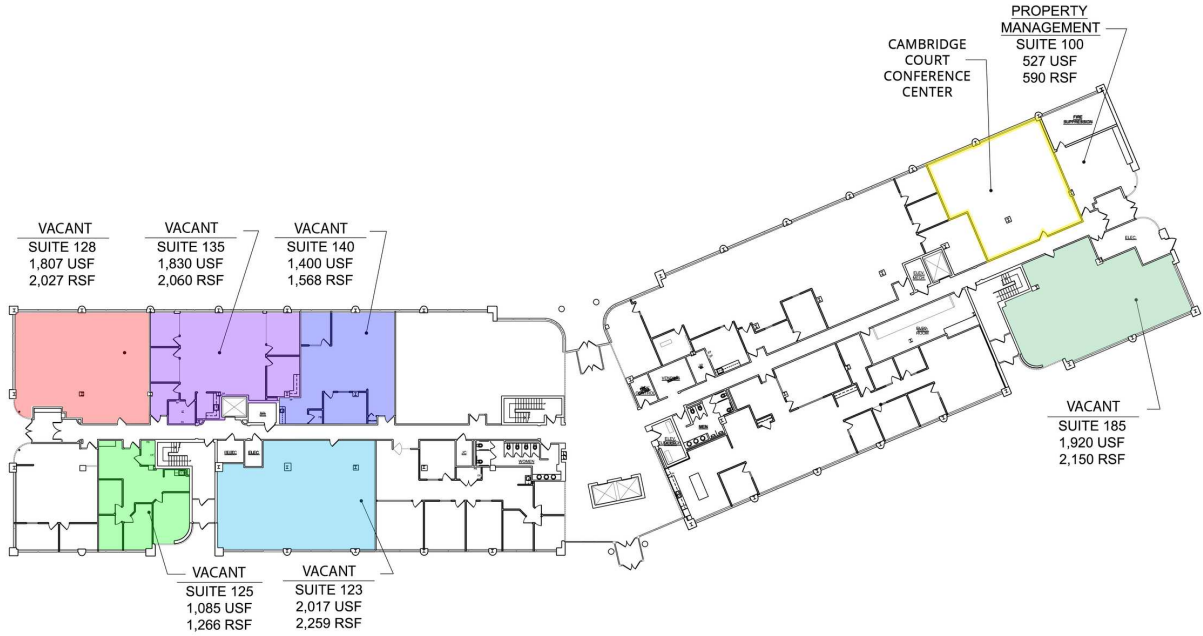 PROPERTY
MANAGEMENT
SUITE 100
527 USF
590 RSF
CAMBRIDGE
COURT
CONFERENCE
CENTER
FIRE
SUPPRESSION
VACANT
SUITE 128
1,807 USF
2,027 RSF
VACANT
SUITE 135
1,830 USF
2,060 RSF
VACANT
SUITE 140
1,400 USF
1,568 RSF
ELEC.
VACANT
SUITE 185
1,920 USF
2,150 RSF
MEN
ELEC.
WOMEN
VACANT
SUITE 125
1,085 USF
1,266 RSF
VACANT
SUITE 123
2,017 USF
2,259 RSF